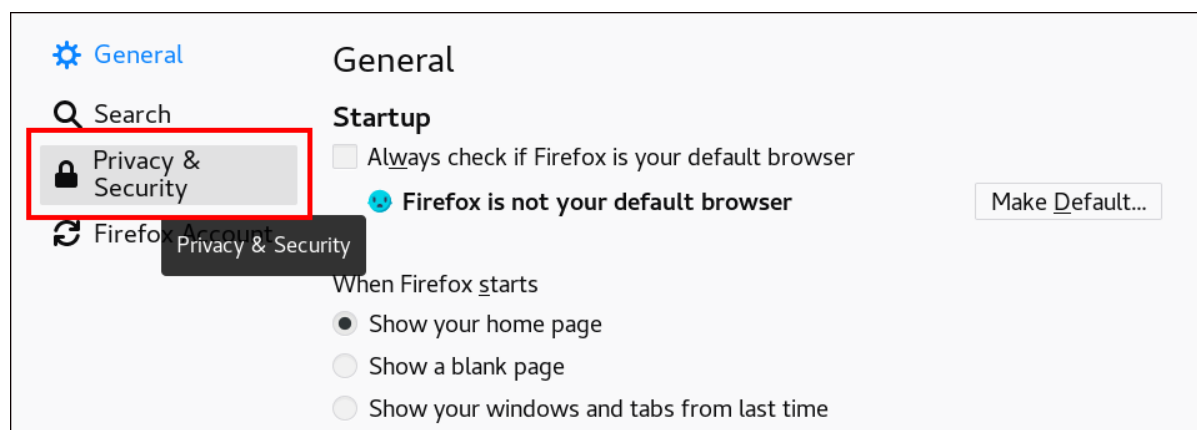 General
Search
Privacy &
Security
Firefox Account
Privacy & Security
General
Startup
Always check if Firefox is your default browser
Firefox is not your default browser
Make Default...
When Firefox starts
Show your home page
Show a blank page
Show your windows and tabs from last time